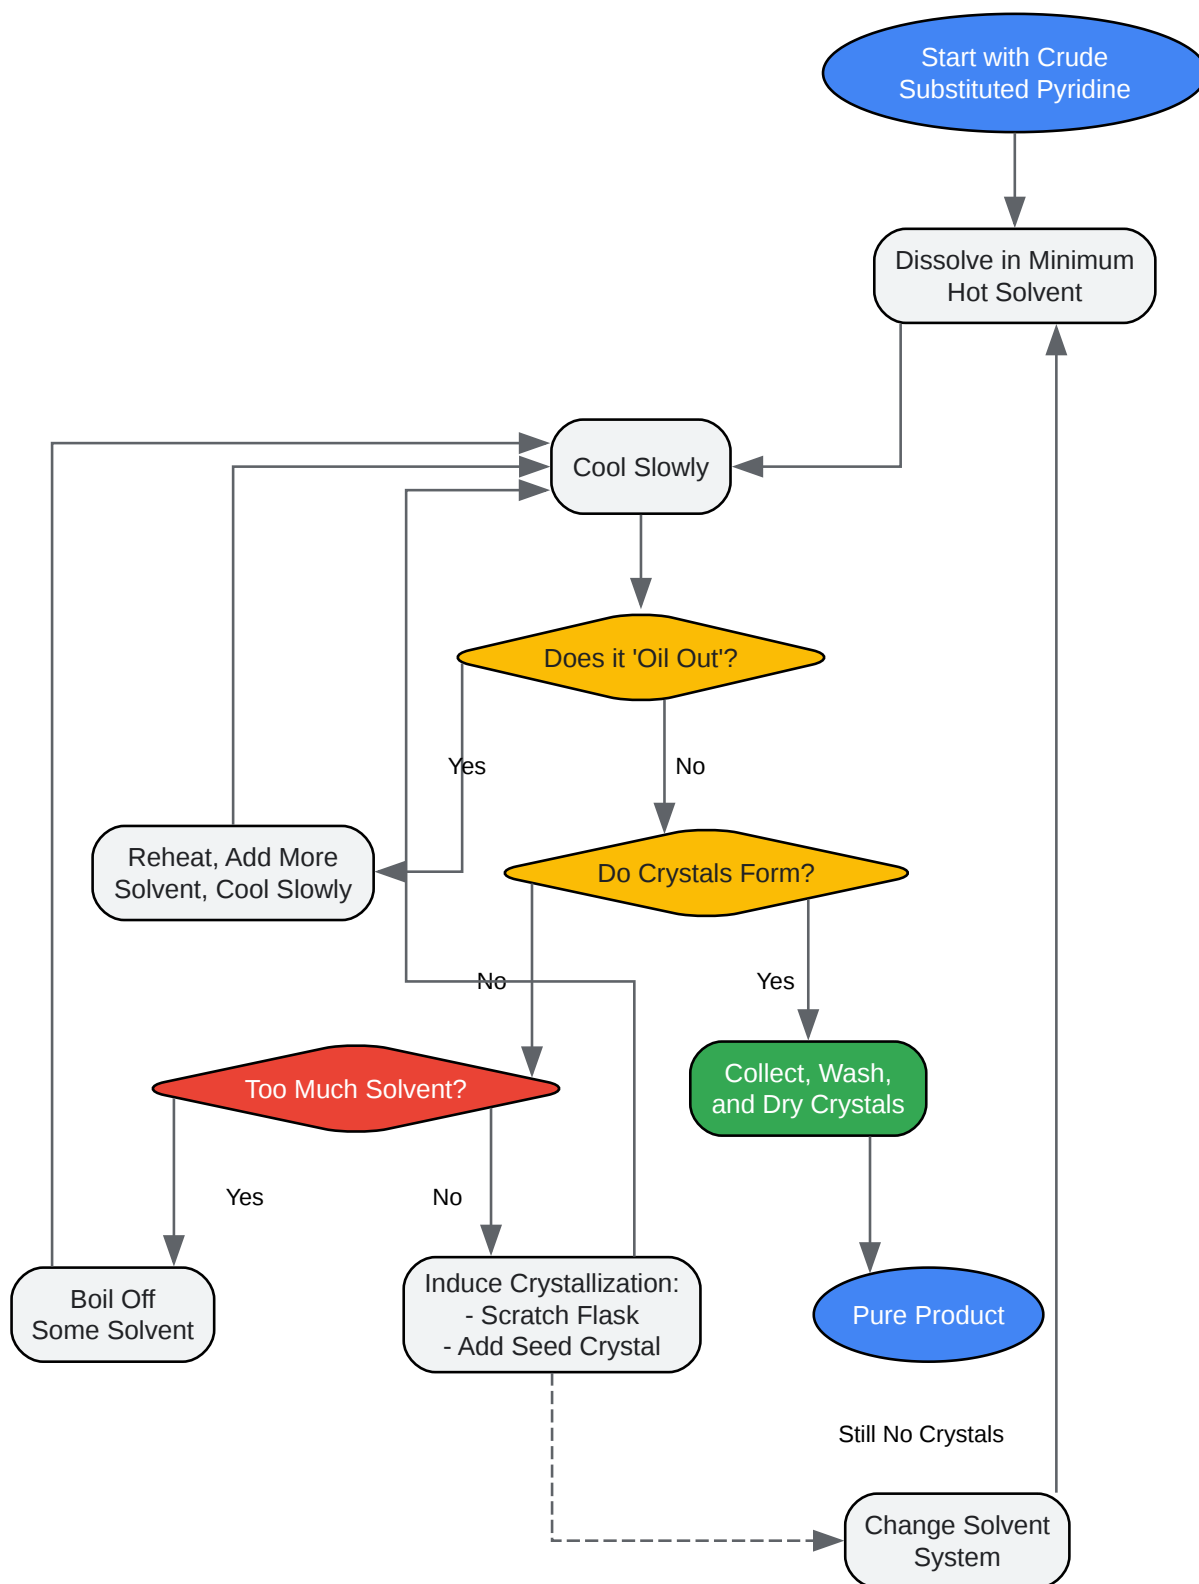 Start with Crude
Substituted Pyridine
Dissolve in Minimum
Hot Solvent
Cool Slowly
Does it 'Oil Out'?
Yes
No
Reheat, Add More
Solvent, Cool Slowly
Do Crystals Form?
No
Yes
Too Much Solvent?
Collect, Wash,
and Dry Crystals
Yes
No
Boil Off
Some Solvent
Induce Crystallization:
- Scratch Flask
- Add Seed Crystal
Pure Product
Still No Crystals
Change Solvent
System